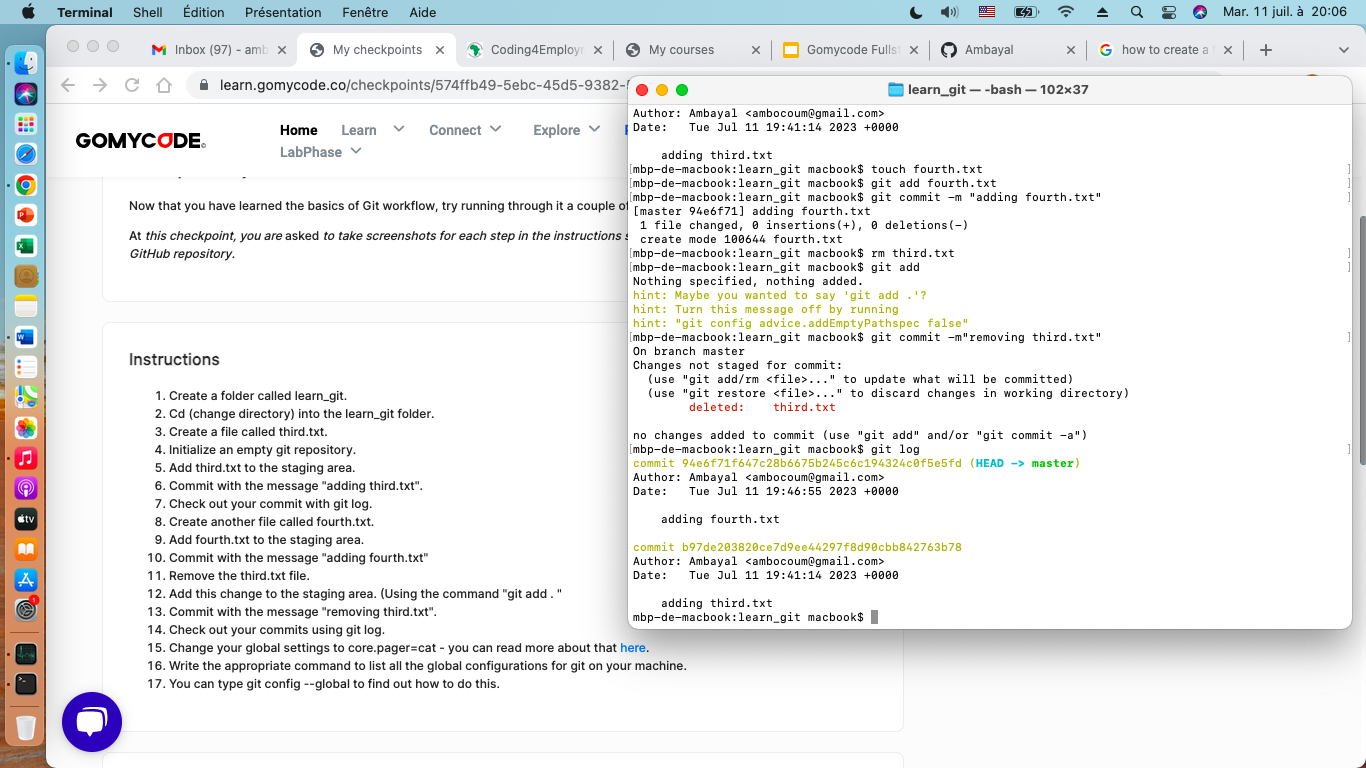 Terminal Shell Édition Présentation Fenêtre Aide Mar. 11 juil. à 20:06
Inbox (97) - amb My checkpoints Coding4Employ My courses Gomycode Fullst Ambayal how to create a
learn.gomycode.co/checkpoints/574ffb49-5ebc-45d5-9382-
GOMYCODE
Home Learn Connect Explore
LabPhase
Now that you have learned the basics of Git workflow, try running through it a couple of
At this checkpoint, you are asked to take screenshots for each step in the instructions
GitHub repository.
Instructions
1. Create a folder called learn_git.
2. Cd (change directory) into the learn_git folder.
3. Create a file called third.txt.
4. Initialize an empty git repository.
5. Add third.txt to the staging area.
6. Commit with the message "adding third.txt".
7. Check out your commit with git log.
8. Create another file called fourth.txt.
9. Add fourth.txt to the staging area.
10. Commit with the message "adding fourth.txt"
11. Remove the third.txt file.
12. Add this change to the staging area. (Using the command "git add . "
13. Commit with the message "removing third.txt".
14. Check out your commits using git log.
15. Change your global settings to core.pager=cat - you can read more about that here.
16. Write the appropriate command to list all the global configurations for git on your machine.
17. You can type git config --global to find out how to do this.
learn_git — -bash — 102×37
Author: Ambayal <ambocoum@gmail.com>
Date:   Tue Jul 11 19:41:14 2023 +0000
    adding third.txt
[mbp-de-macbook:learn_git macbook$ touch fourth.txt ]
[mbp-de-macbook:learn_git macbook$ git add fourth.txt ]
[mbp-de-macbook:learn_git macbook$ git commit -m "adding fourth.txt" ]
[master 94e6f71] adding fourth.txt
 1 file changed, 0 insertions(+), 0 deletions(-)
 create mode 100644 fourth.txt
[mbp-de-macbook:learn_git macbook$ rm third.txt ]
[mbp-de-macbook:learn_git macbook$ git add ]
Nothing specified, nothing added.
hint: Maybe you wanted to say 'git add .'?
hint: Turn this message off by running
hint: "git config advice.addEmptyPathspec false"
[mbp-de-macbook:learn_git macbook$ git commit -m"removing third.txt" ]
On branch master
Changes not staged for commit:
  (use "git add/rm <file>..." to update what will be committed)
  (use "git restore <file>..." to discard changes in working directory)
        deleted:    third.txt
no changes added to commit (use "git add" and/or "git commit -a")
[mbp-de-macbook:learn_git macbook$ git log ]
commit 94e6f71f647c28b6675b245c6c194324c0f5e5fd (HEAD -> master)
Author: Ambayal <ambocoum@gmail.com>
Date:   Tue Jul 11 19:46:55 2023 +0000
    adding fourth.txt
commit b97de203820ce7d9ee44297f8d90cbb842763b78
Author: Ambayal <ambocoum@gmail.com>
Date:   Tue Jul 11 19:41:14 2023 +0000
    adding third.txt
mbp-de-macbook:learn_git macbook$